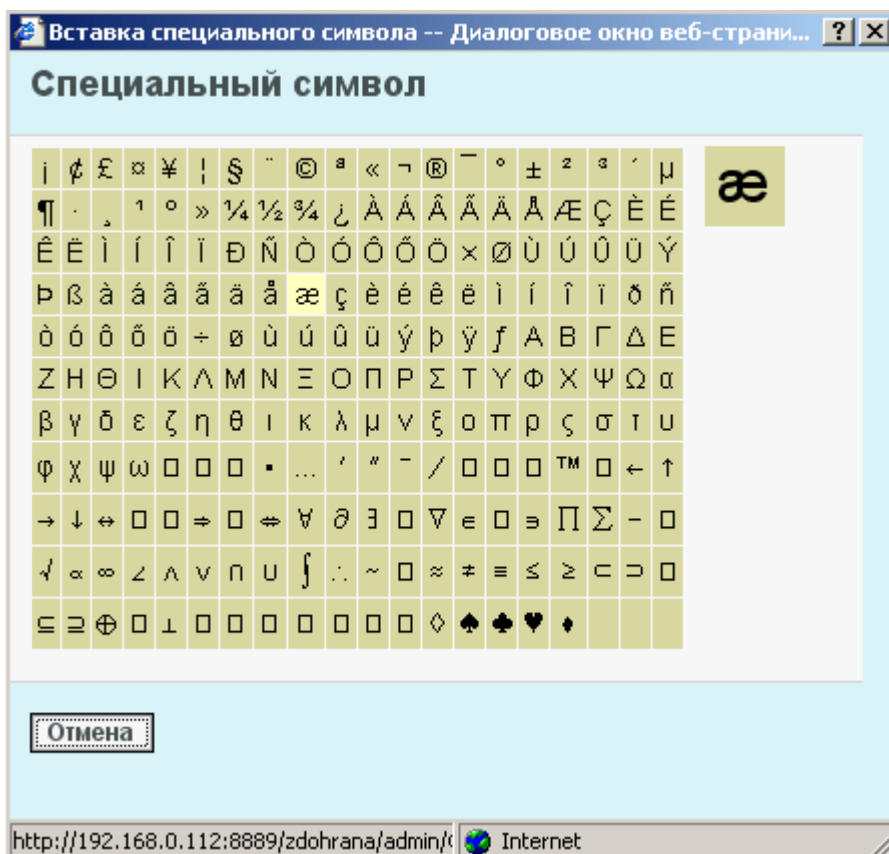 Вставка специального символа -- Диалоговое окно веб-страни...
Специальный символ
¡ ¢ £ ¤ ¥ ¦ § ¨ © ª « ¬ ® ¯ ° ± ² ³ ´ µ
æ
¶ · ¸ ¹ º » ¼ ½ ¾ ¿ À Á Â Ã Ä Å Æ Ç È É
Ê Ë Ì Í Î Ï Ð Ñ Ò Ó Ô Õ Ö × Ø Ù Ú Û Ü Ý
Þ ß à á â ã ä å æ ç è é ê ë ì í î ï ð ñ
ò ó ô õ ö ÷ ø ù ú û ü ý þ ÿ ƒ Α Β Γ Δ Ε
Ζ Η Θ Ι Κ Λ Μ Ν Ξ Ο Π Ρ Σ Τ Υ Φ Χ Ψ Ω α
β γ δ ε ζ η θ ι κ λ μ ν ξ ο π ρ ς σ τ υ
φ χ ψ ω □ □ □ • … ′ ″ ‾ ⁄ □ □ □ ™ □ ← ↑
→ ↓ ↔ □ □ ⇒ □ ⇔ ∀ ∂ ∃ □ ∇ ∈ □ ∋ ∏ ∑ − □
√ ∝ ∞ ∠ ∧ ∨ ∩ ∪ ∫ ∴ ∼ □ ≈ ≠ ≡ ≤ ≥ ⊂ ⊃ □
⊆ ⊇ ⊕ □ ⊥ □ □ □ □ □ □ □ ◊ ♠ ♣ ♥ ♦
Отмена
http://192.168.0.112:8889/zdohrana/admin/ Internet